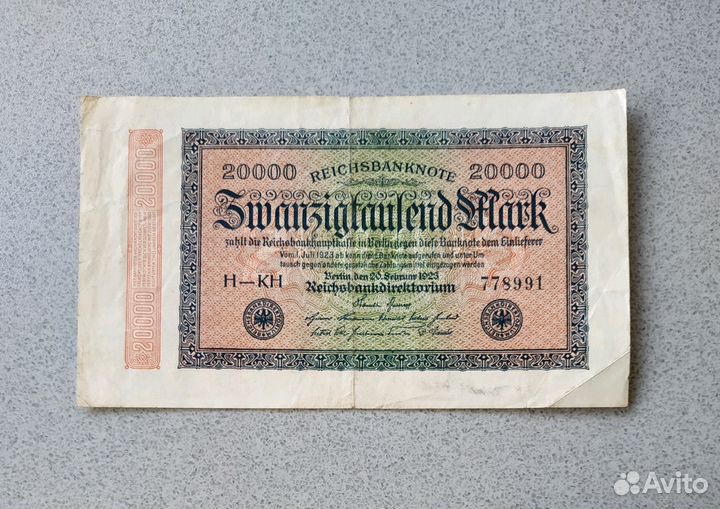 20000 REICHSBANKNOTE 20000
Zwanzigtausend Mark
zahlt die Reichsbankhauptkasse in Berlin gegen diese Banknote dem Einlieferer
Vom 1. Juli 1923 ab kann diese Banknote aufgerufen und unter Um-
tausch gegen andere gesetzliche Zahlungsmittel eingezogen werden
H-KH Berlin, den 20. Februar 1923 778991
Reichsbankdirektorium
20000
20000
Avito